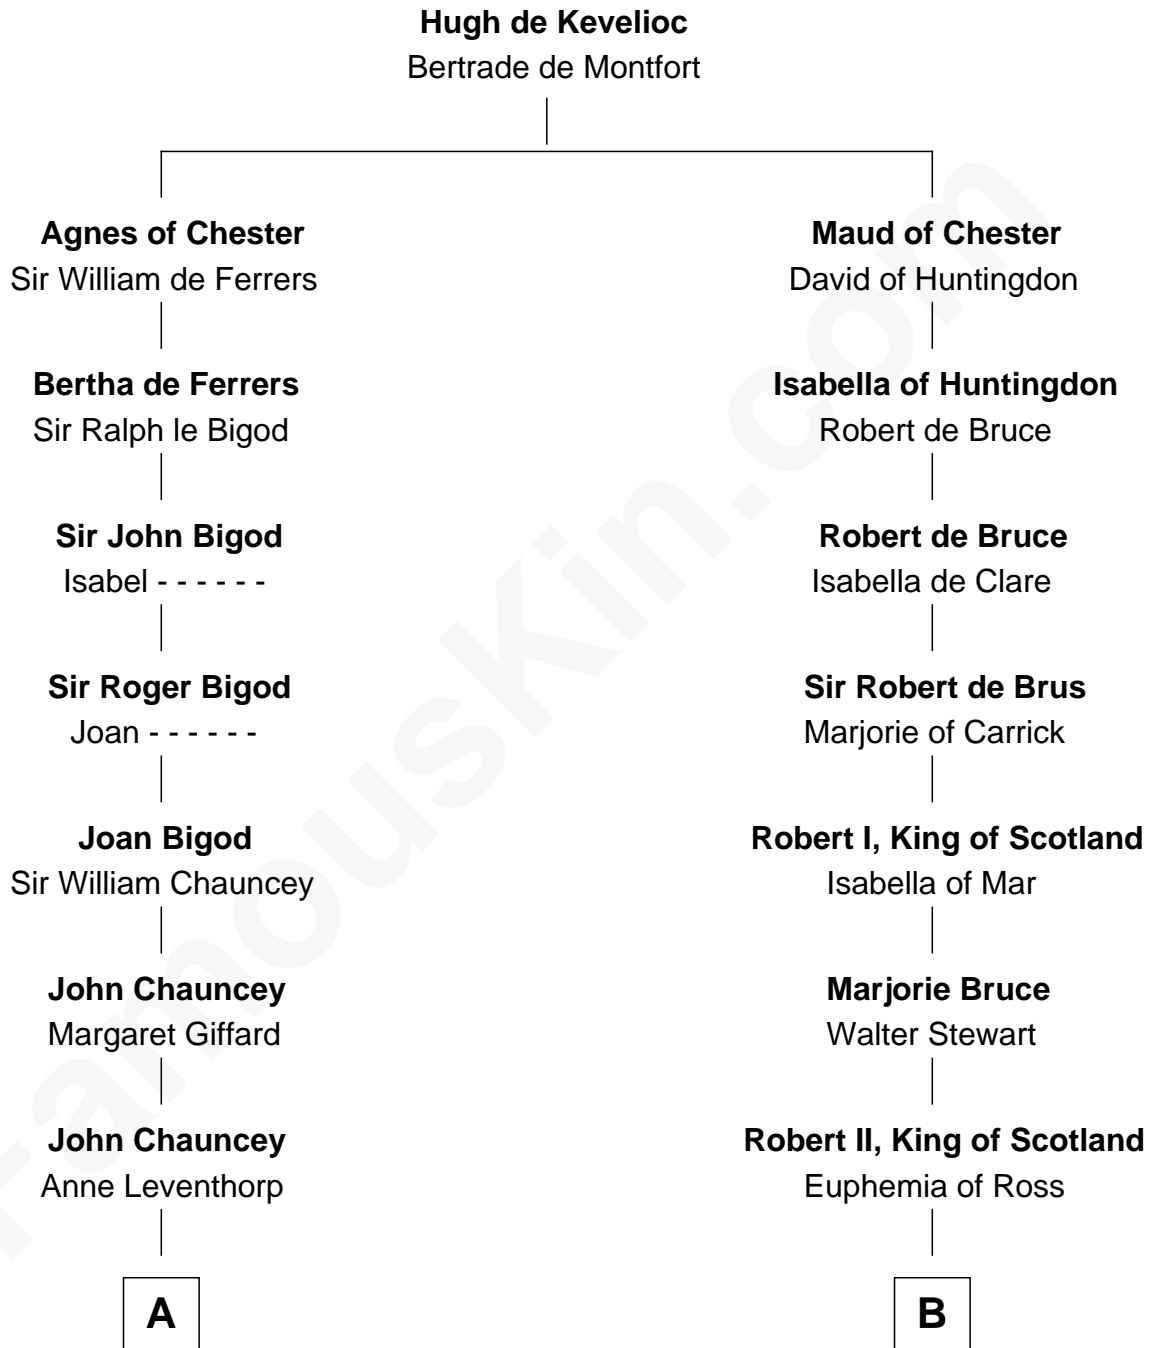 Hugh de Kevelioc
Bertrade de Montfort
Agnes of Chester
Sir William de Ferrers
Maud of Chester
David of Huntingdon
Bertha de Ferrers
Sir Ralph le Bigod
Isabella of Huntingdon
Robert de Bruce
Sir John Bigod
Isabel - - - - - -
Robert de Bruce
Isabella de Clare
Sir Roger Bigod
Joan - - - - - -
Sir Robert de Brus
Marjorie of Carrick
Joan Bigod
Sir William Chauncey
Robert I, King of Scotland
Isabella of Mar
John Chauncey
Margaret Giffard
Marjorie Bruce
Walter Stewart
John Chauncey
Anne Leventhorp
Robert II, King of Scotland
Euphemia of Ross
A
B
FamousKin.com